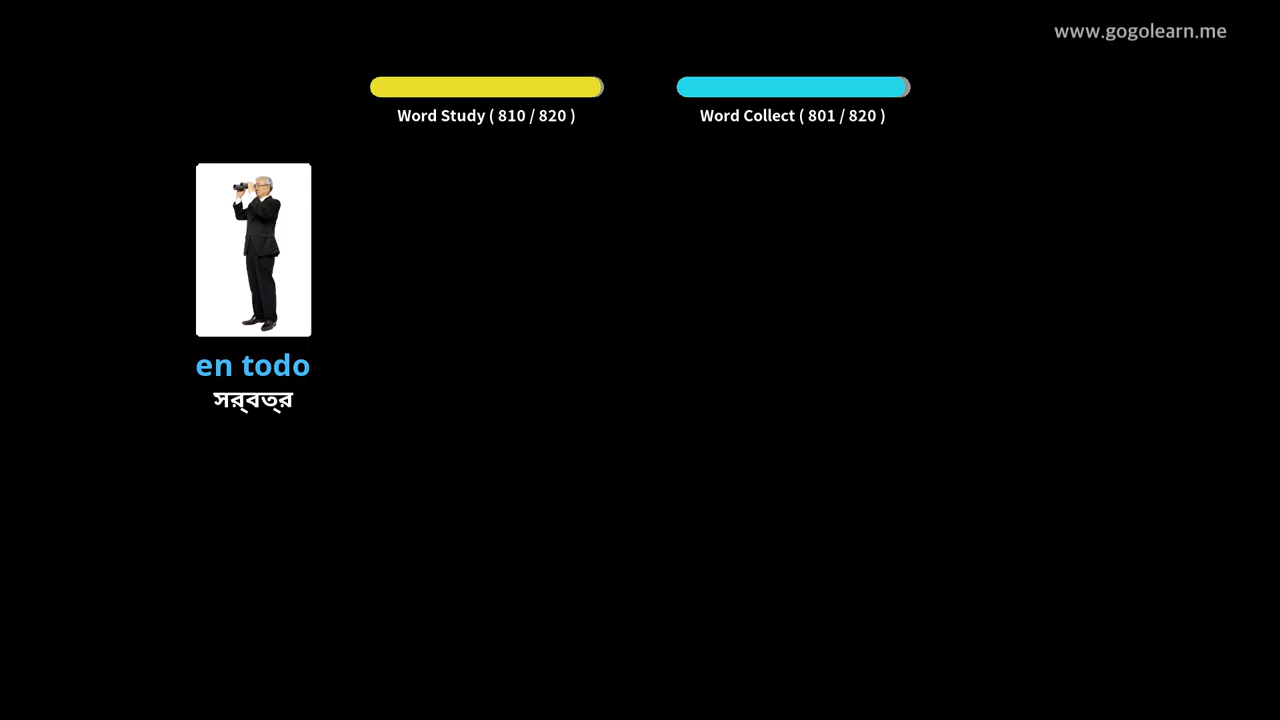 www.gogolearn.me
Word Study ( 810 / 820 )
Word Collect ( 801 / 820 )
en todo
সর্বত্র